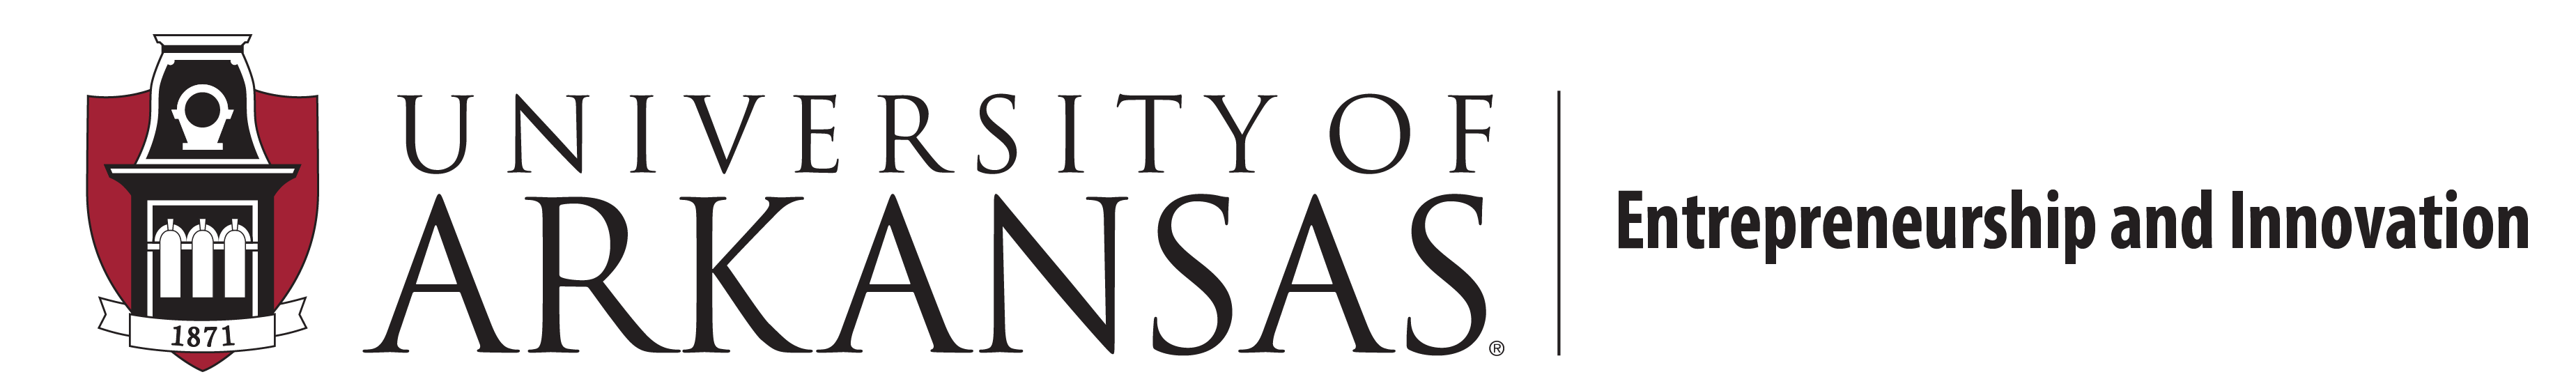 1871
UNIVERSITY OF
ARKANSAS®
Entrepreneurship and Innovation